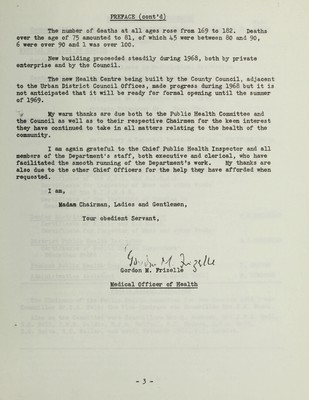 PREFACE (cont'd)
The number of deaths at all ages rose from 169 to 182. Deaths
over the age of 75 amounted to 81, of which 45 were between 80 and 90,
6 were over 90 and 1 was over 100.
New building proceeded steadily during 1968, both by private
enterprise and by the Council.
The new Health Centre being built by the County Council, adjacent
to the Urban District Council Offices, made progress during 1968 but it is
not anticipated that it will be ready for formal opening until the summer
of 1969.
My warm thanks are due both to the Public Health Committee and
the Council as well as to their respective Chairmen for the keen interest
they have continued to take in all matters relating to the health of the
community.
I am again grateful to the Chief Public Health Inspector and all
members of the Department's staff, both executive and clerical, who have
facilitated the smooth running of the Department's work. My thanks are
also due to the other Chief Officers for the help they have afforded when
requested.
I am,
Madam Chairman, Ladies and Gentlemen,
Your obedient Servant,
Gordon M. Frizelle
Gordon M. Frizelle
Medical Officer of Health
- 3 -